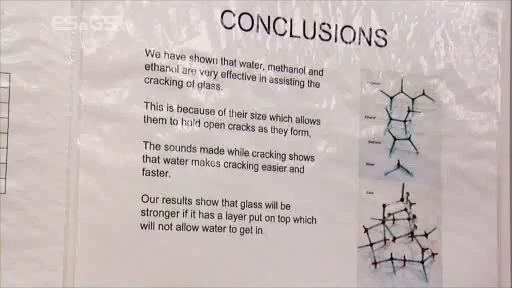 CONCLUSIONS
We have shown that water, methanol and
ethanol are very effective in assisting the
cracking of glass.
This is because of their size which allows
them to hold open cracks as they form,
The sounds made while cracking shows
that water makes cracking easier and
faster.
Our results show that glass will be
stronger if it has a layer put on top which
will not allow water to get in.